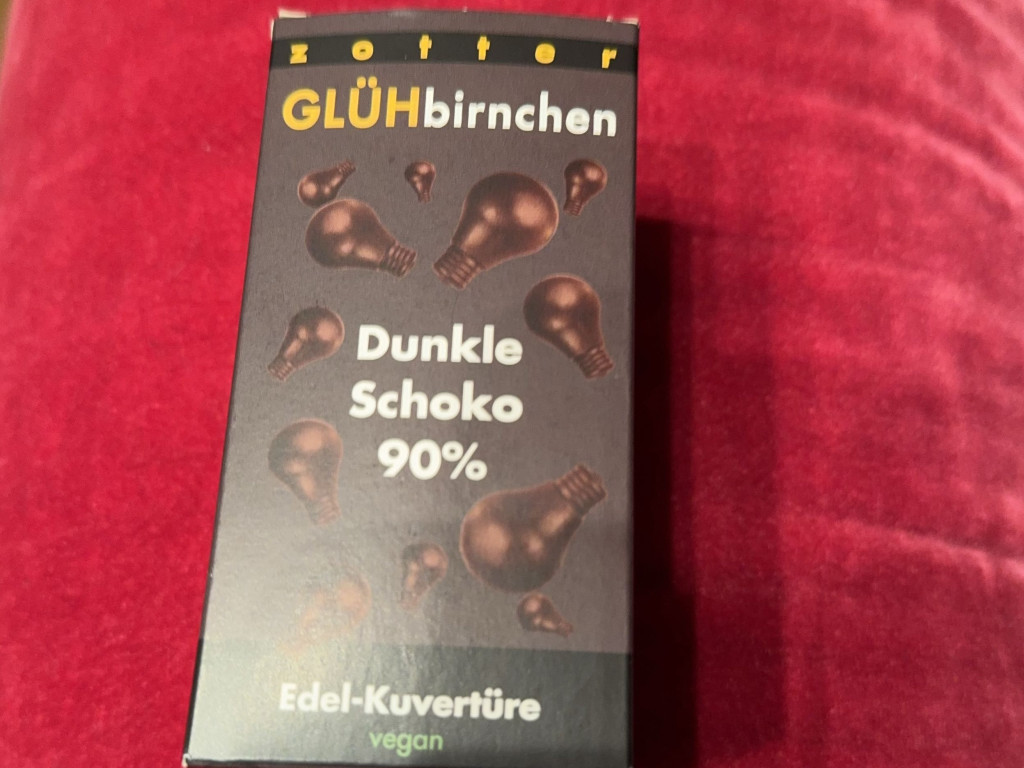 zotter
GLÜHbirnchen
Dunkle
Schoko
90%
Edel-Kuvertüre
vegan